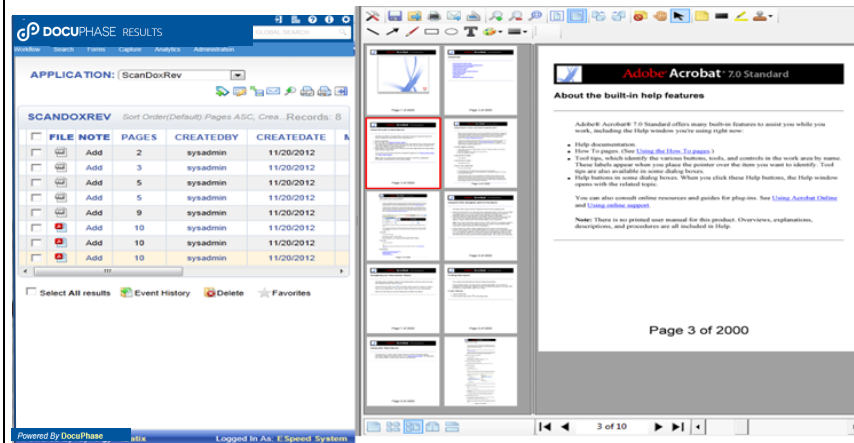 DOCUPHASE RESULTS
GLOBAL SEARCH
Workflow Search Forms Capture Analytics Administration
APPLICATION: ScanDoxRev
SCANDOXREV Sort Order(Default) Pages ASC, Crea...Records: 8
FILE NOTE PAGES CREATEDBY CREATEDATE
Add 2 sysadmin 11/20/2012
Add 3 sysadmin 11/20/2012
Add 5 sysadmin 11/20/2012
Add 5 sysadmin 11/20/2012
Add 9 sysadmin 11/20/2012
Add 10 sysadmin 11/20/2012
Add 10 sysadmin 11/20/2012
Add 10 sysadmin 11/20/2012
Select All results Event History Delete Favorites
Powered By DocuPhase
Logged In As: ESpeed System
Adobe Acrobat 7.0 Standard
About the built-in help features
Adobe® Acrobat® 7.0 Standard offers many built-in features to assist you while you
work, including the Help window you're using right now:
• Help documentation
• How To pages. (See Using the How To pages.)
• Tool tips, which identify the various buttons, tools, and controls in the work area by name.
These labels appear when you place the pointer over the item you want to identify. Tool
tips are also available in some dialog boxes.
• Help buttons in some dialog boxes. When you click these Help buttons, the Help window
opens with the related topic.
You can also consult online resources and guides for plug-ins. See Using Acrobat Online
and Using online support.
Note: There is no printed user manual for this product. Overviews, explanations,
descriptions, and procedures are all included in Help.
Page 3 of 2000
3 of 10